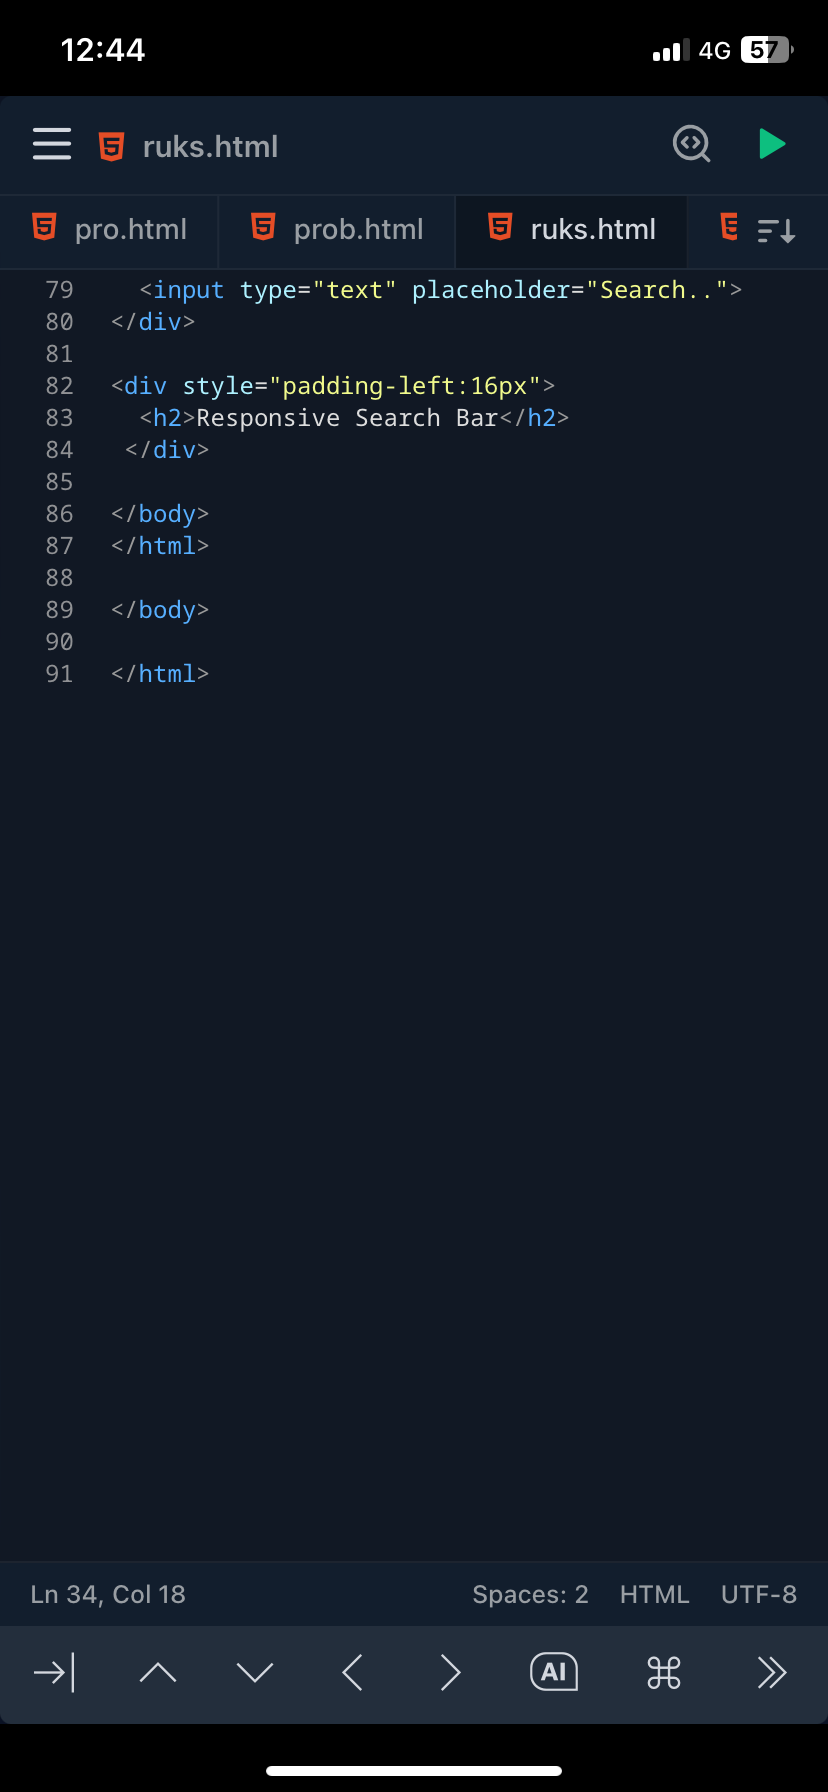 12:44 4G 57
ruks.html
pro.html prob.html ruks.html
79   <input type="text" placeholder="Search..">
80 </div>
81
82 <div style="padding-left:16px">
83   <h2>Responsive Search Bar</h2>
84  </div>
85
86 </body>
87 </html>
88
89 </body>
90
91 </html>
Ln 34, Col 18 Spaces: 2 HTML UTF-8
AI